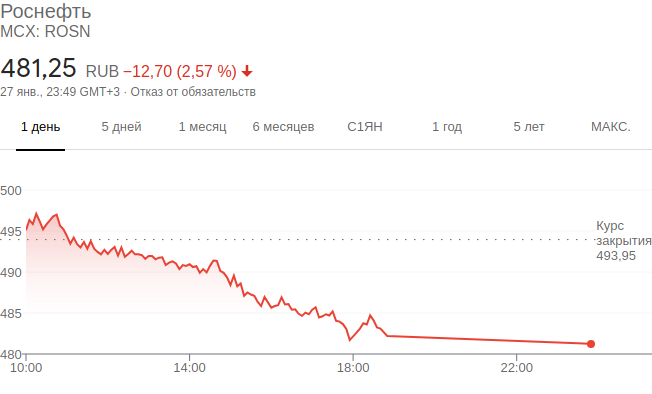 Роснефть
MCX: ROSN
481,25 RUB −12,70 (2,57 %)
27 янв., 23:49 GMT+3 · Отказ от обязательств
1 день 5 дней 1 месяц 6 месяцев С1ЯН 1 год 5 лет МАКС.
500
495
490
485
480
Курс
закрытия
493,95
10:00 14:00 18:00 22:00